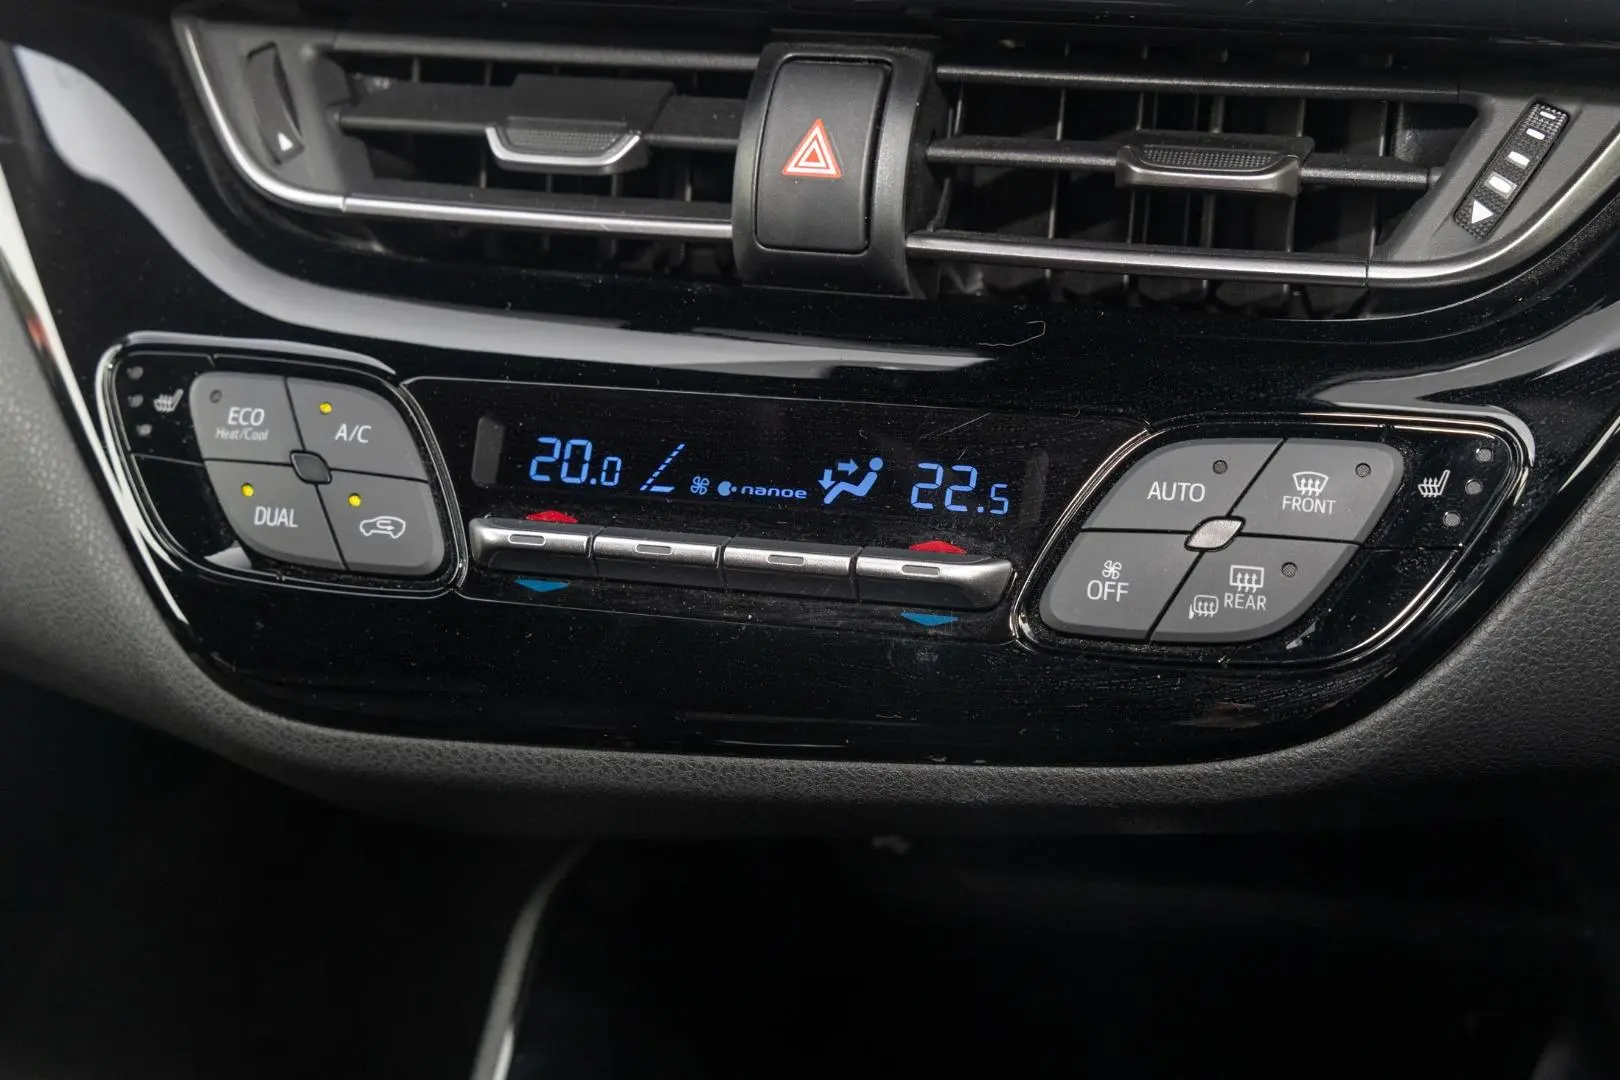 ECO
Heat/Cool
A/C
DUAL
20.0
nanoe
22.5
AUTO
FRONT
OFF
REAR